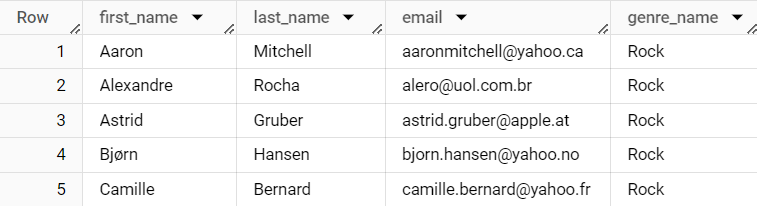 Row first_name last_name email genre_name
1 Aaron Mitchell aaronmitchell@yahoo.ca Rock
2 Alexandre Rocha alero@uol.com.br Rock
3 Astrid Gruber astrid.gruber@apple.at Rock
4 Bjørn Hansen bjorn.hansen@yahoo.no Rock
5 Camille Bernard camille.bernard@yahoo.fr Rock